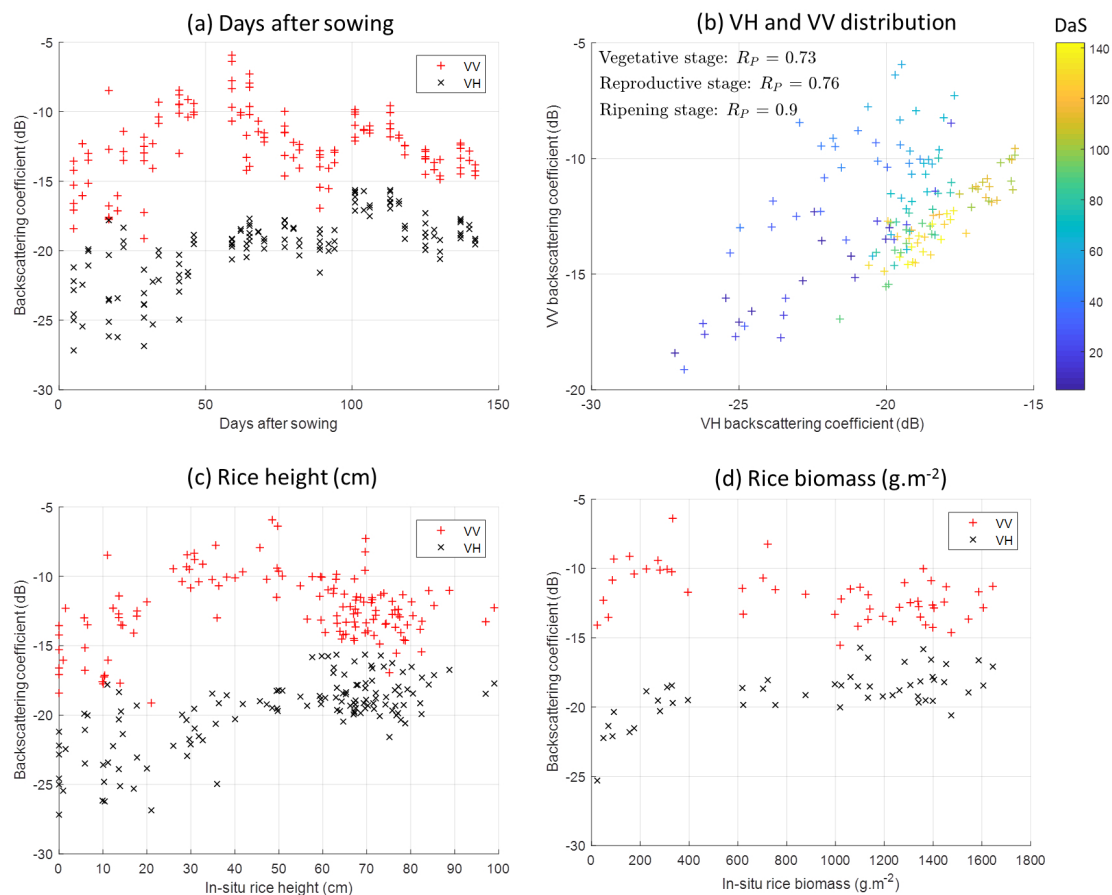 (a) Days after sowing
-5
-10
-15
-20
-25
-30
0
50
100
150
Backscattering coefficient (dB)
Days after sowing
VV
VH
(b) VH and VV distribution
DaS
Vegetative stage: R_P = 0.73
Reproductive stage: R_P = 0.76
Ripening stage: R_P = 0.9
-5
-10
-15
-20
-30
-25
-20
-15
VV backscattering coefficient (dB)
VH backscattering coefficient (dB)
140
120
100
80
60
40
20
(c) Rice height (cm)
-5
-10
-15
-20
-25
-30
0
10
20
30
40
50
60
70
80
90
100
Backscattering coefficient (dB)
In-situ rice height (cm)
VV
VH
(d) Rice biomass (g.m⁻²)
-5
-10
-15
-20
-25
-30
0
200
400
600
800
1000
1200
1400
1600
1800
Backscattering coefficient (dB)
In-situ rice biomass (g.m⁻²)
VV
VH